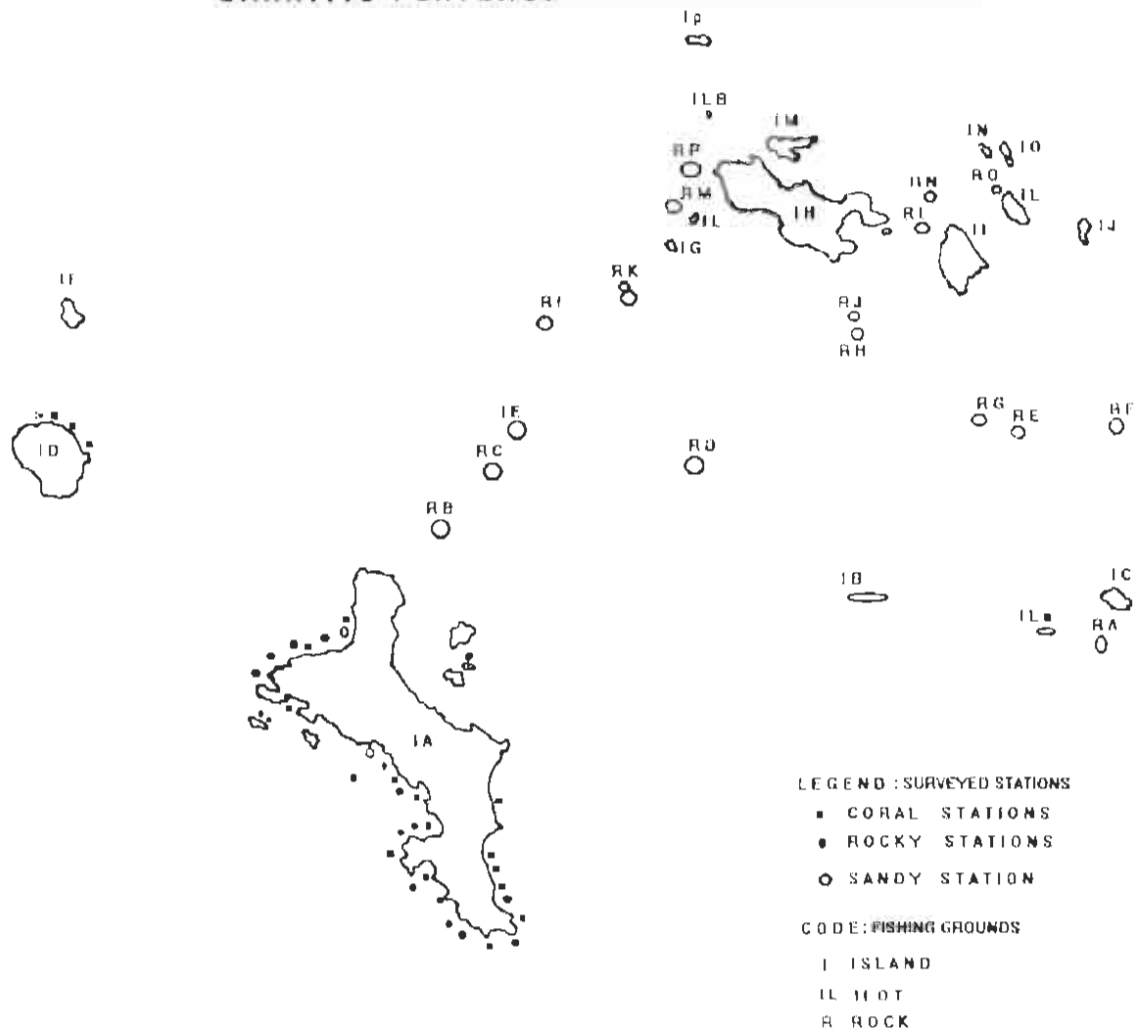 Ip
ILB
IM
IN
IO
RP
RO
IL
RM
RN
IL
IH
RI
II
IJ
IG
RK
IF
RJ
RH
IE
RG
RE
RF
ID
RC
RD
RB
IB
IC
IL
RA
IA
LEGEND : SURVEYED STATIONS
CORAL STATIONS
ROCKY STATIONS
SANDY STATION
CODE: FISHING GROUNDS
I ISLAND
IL
R ROCK